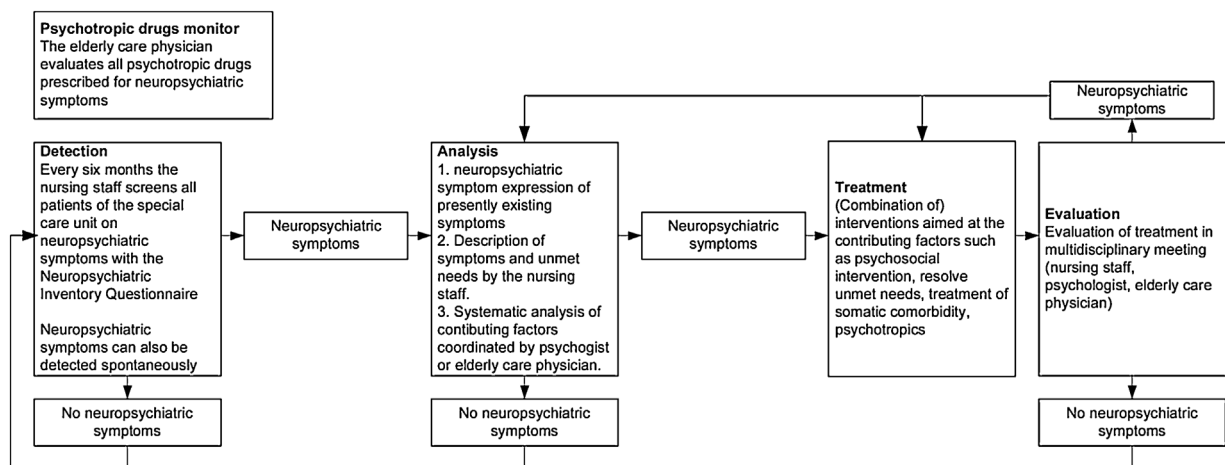 Psychotropic drugs monitor
The elderly care physician
evaluates all psychotropic drugs
prescribed for neuropsychiatric
symptoms
Detection
Every six months the
nursing staff screens all
patients of the special
care unit on
neuropsychiatric
symptoms with the
Neuropsychiatric
Inventory Questionnaire
Neuropsychiatric
symptoms can also be
detected spontaneously
No neuropsychiatric
symptoms
Neuropsychiatric
symptoms
Analysis
1. neuropsychiatric
symptom expression of
presently existing
symptoms
2. Description of
symptoms and unmet
needs by the nursing
staff.
3. Systematic analysis of
contibuting factors
coordinated by psychogist
or elderly care physician.
No neuropsychiatric
symptoms
Neuropsychiatric
symptoms
Treatment
(Combination of)
interventions aimed at the
contributing factors such
as psychosocial
intervention, resolve
unmet needs, treatment of
somatic comorbidity,
psychotropics
Neuropsychiatric
symptoms
Evaluation
Evaluation of treatment in
multidisciplinary meeting
(nursing staff,
psychologist, elderly care
physician)
No neuropsychiatric
symptoms